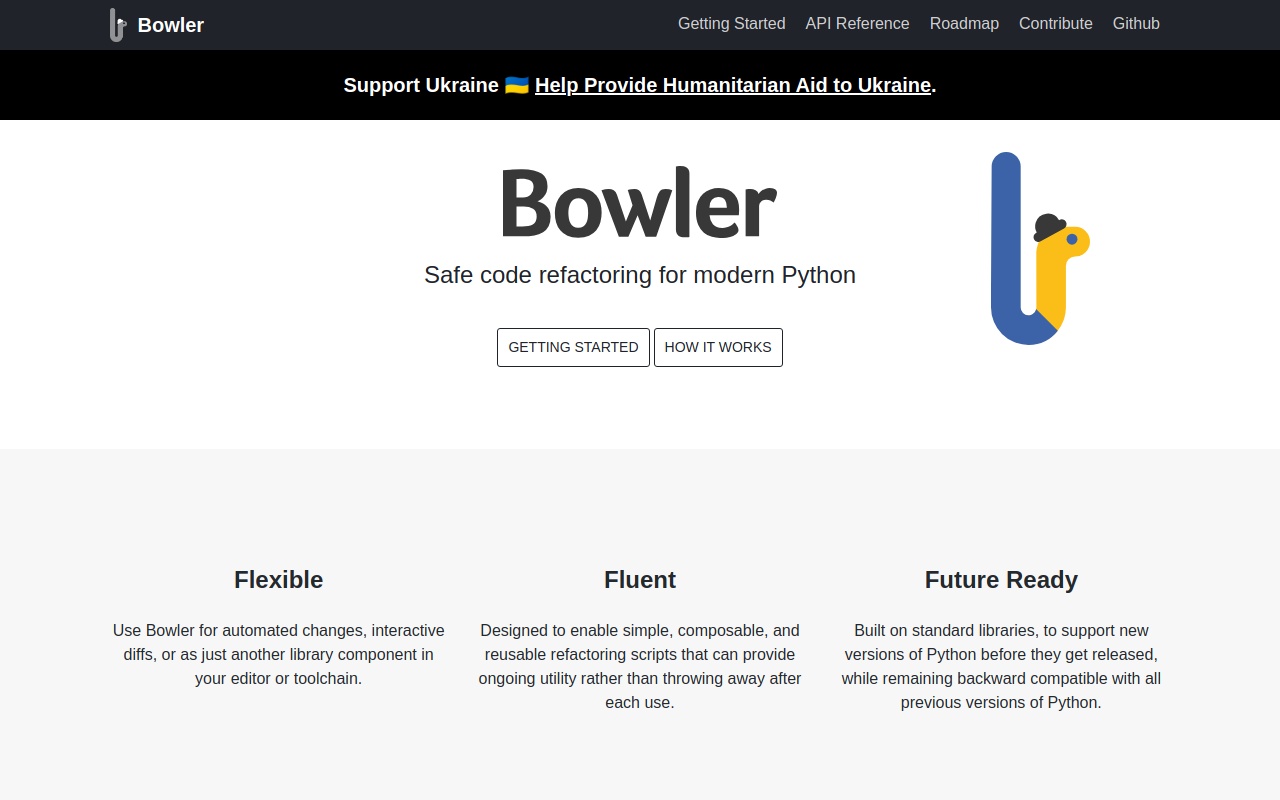 Bowler
Getting Started API Reference Roadmap Contribute Github
Support Ukraine 🇺🇦 Help Provide Humanitarian Aid to Ukraine.
Bowler
Safe code refactoring for modern Python
GETTING STARTED HOW IT WORKS
Flexible
Use Bowler for automated changes, interactive
diffs, or as just another library component in
your editor or toolchain.
Fluent
Designed to enable simple, composable, and
reusable refactoring scripts that can provide
ongoing utility rather than throwing away after
each use.
Future Ready
Built on standard libraries, to support new
versions of Python before they get released,
while remaining backward compatible with all
previous versions of Python.